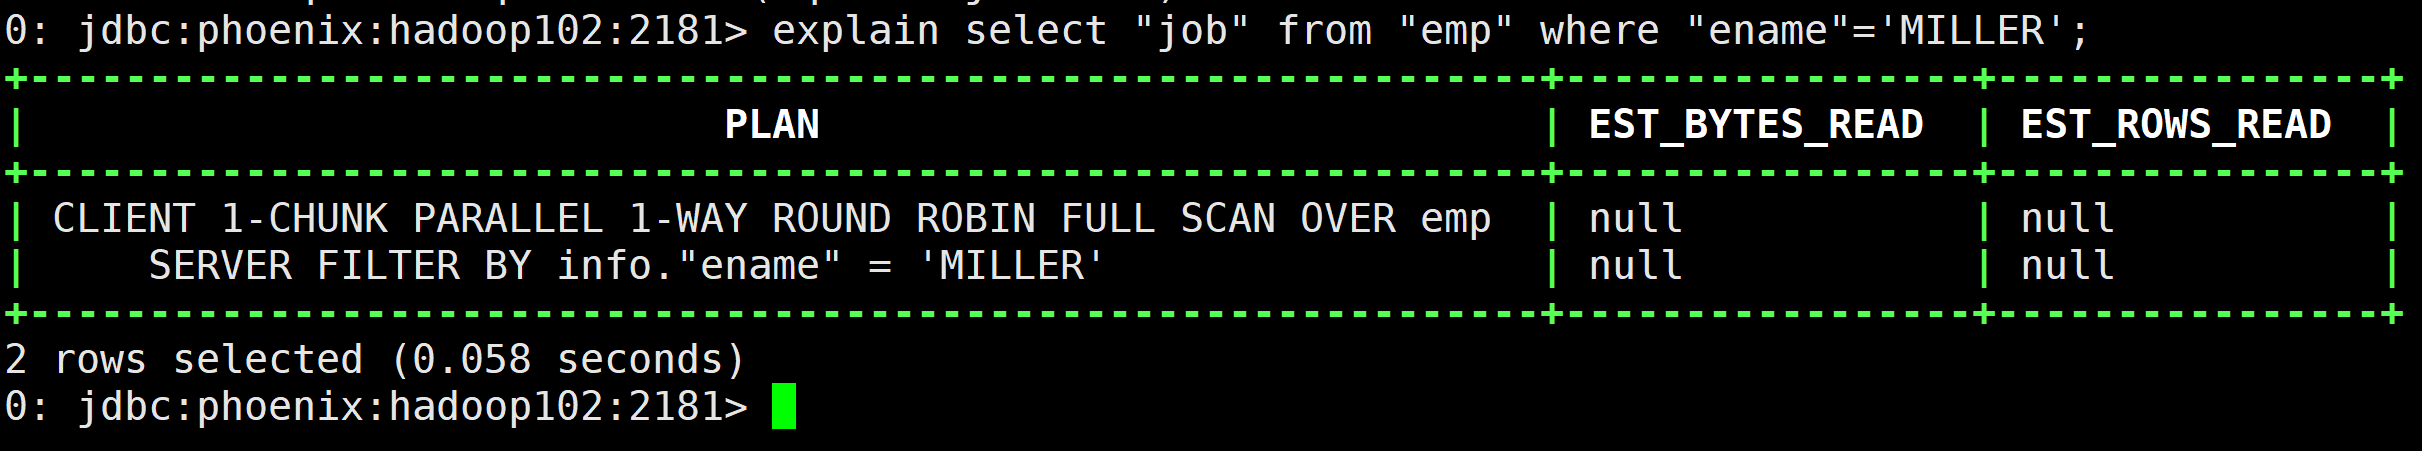 0: jdbc:phoenix:hadoop102:2181> explain select "job" from "emp" where "ename"='MILLER';
+---------------------------------------------------------------+-----------------+----------------+
|                             PLAN                              | EST_BYTES_READ  | EST_ROWS_READ  |
+---------------------------------------------------------------+-----------------+----------------+
| CLIENT 1-CHUNK PARALLEL 1-WAY ROUND ROBIN FULL SCAN OVER emp  | null            | null           |
|     SERVER FILTER BY info."ename" = 'MILLER'                  | null            | null           |
+---------------------------------------------------------------+-----------------+----------------+
2 rows selected (0.058 seconds)
0: jdbc:phoenix:hadoop102:2181>